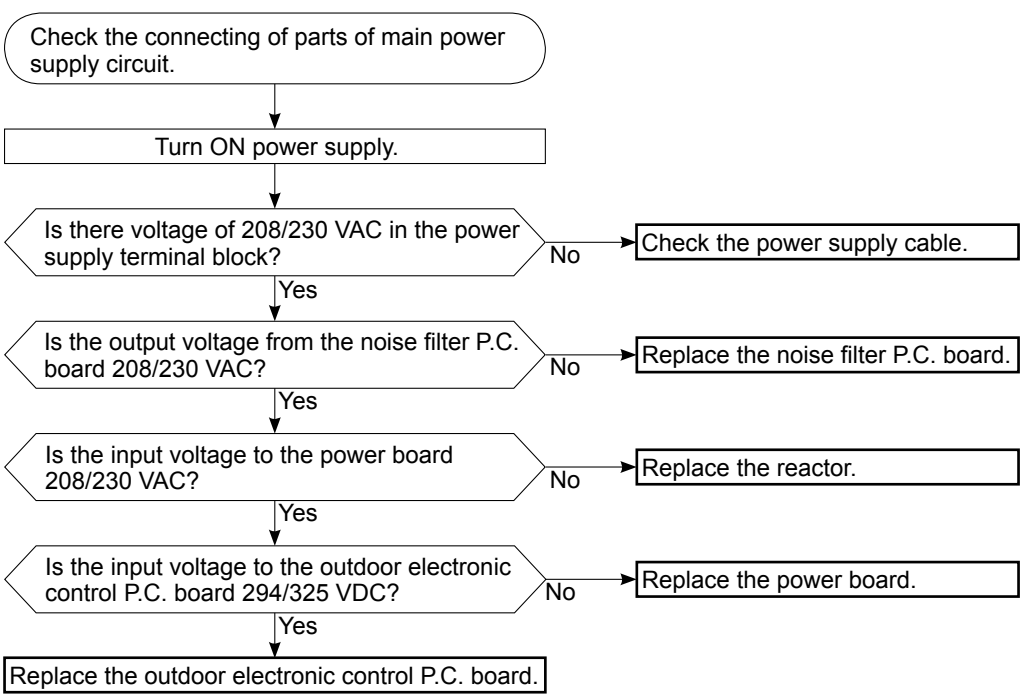 Check the connecting of parts of main power
supply circuit.
Turn ON power supply.
Is there voltage of 208/230 VAC in the power
supply terminal block?
No
Check the power supply cable.
Yes
Is the output voltage from the noise filter P.C.
board 208/230 VAC?
No
Replace the noise filter P.C. board.
Yes
Is the input voltage to the power board
208/230 VAC?
No
Replace the reactor.
Yes
Is the input voltage to the outdoor electronic
control P.C. board 294/325 VDC?
No
Replace the power board.
Yes
Replace the outdoor electronic control P.C. board.